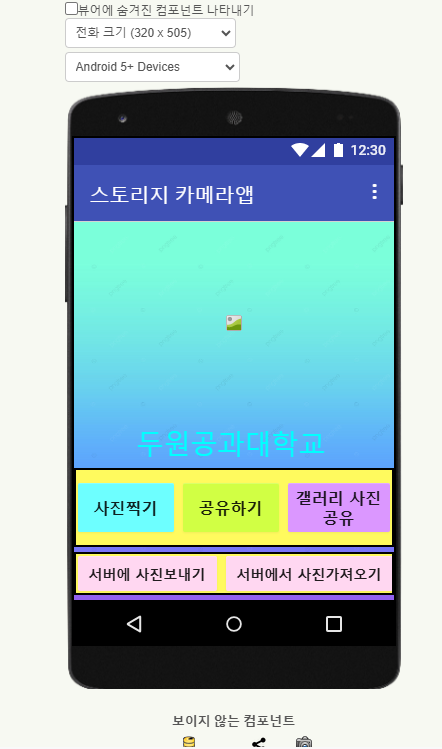 뷰어에 숨겨진 컴포넌트 나타내기
전화 크기 (320 x 505)
Android 5+ Devices
12:30
스토리지 카메라앱
두원공과대학교
사진찍기
공유하기
갤러리 사진
공유
서버에 사진보내기
서버에서 사진가져오기
보이지 않는 컴포넌트